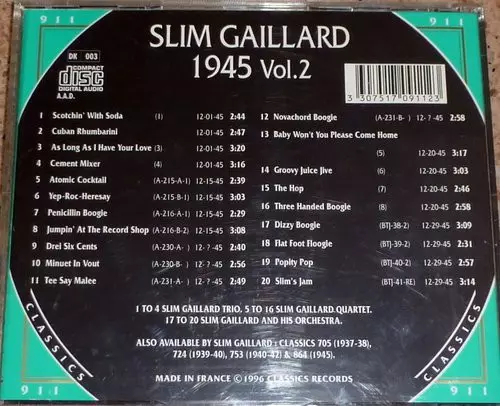 911
911
DK 003
COMPACT
disc
DIGITAL AUDIO
A.A.D.
SLIM GAILLARD
1945 Vol.2
3 307517 091123
1 Scotchin' With Soda (1) 12-01-45 2:44
2 Cuban Rhumbarini (2) 12-01-45 2:45
3 As Long As I Have Your Love (3) 12-01-45 3:20
4 Cement Mixer (4) 12-01-45 3:16
5 Atomic Cocktail (A-215-A-1) 12-15-45 2:39
6 Yep-Roc-Heresay (A-215-B-1) 12-15-45 3:03
7 Penicillin Boogie (A-216-A-1) 12-15-45 2:29
8 Jumpin' At The Record Shop (A-216-B-2) 12-15-45 3:08
9 Drei Six Cents (A-230-A- ) 12- ?-45 2:40
10 Minuet In Vout (A-230-B- ) 12- ?-45 2:56
11 Tee Say Malee (A-231-A- ) 12- ?-45 2:49
12 Novachord Boogie (A-231-B- ) 12- ?-45 2:58
13 Baby Won't You Please Come Home
(5) 12-20-45 3:17
14 Groovy Juice Jive (6) 12-20-45 3:03
15 The Hop (7) 12-20-45 2:46
16 Three Handed Boogie (8) 12-20-45 2:58
17 Dizzy Boogie (BTJ-38-2) 12-29-45 3:09
18 Flat Foot Floogie (BTJ-39-2) 12-29-45 2:31
19 Popity Pop (BTJ-40-2) 12-29-45 2:57
20 Slim's Jam (BTJ-41-RE) 12-29-45 3:14
1 TO 4 SLIM GAILLARD TRIO. 5 TO 16 SLIM GAILLARD.QUARTET.
17 TO 20 SLIM GAILLARD AND HIS ORCHESTRA.
ALSO AVAILABLE BY SLIM GAILLARD : CLASSICS 705 (1937-38),
724 (1939-40), 753 (1940-42) & 864 (1945).
MADE IN FRANCE © 1996 CLASSICS RECORDS
CLASSICS
CLASSICS
911
911